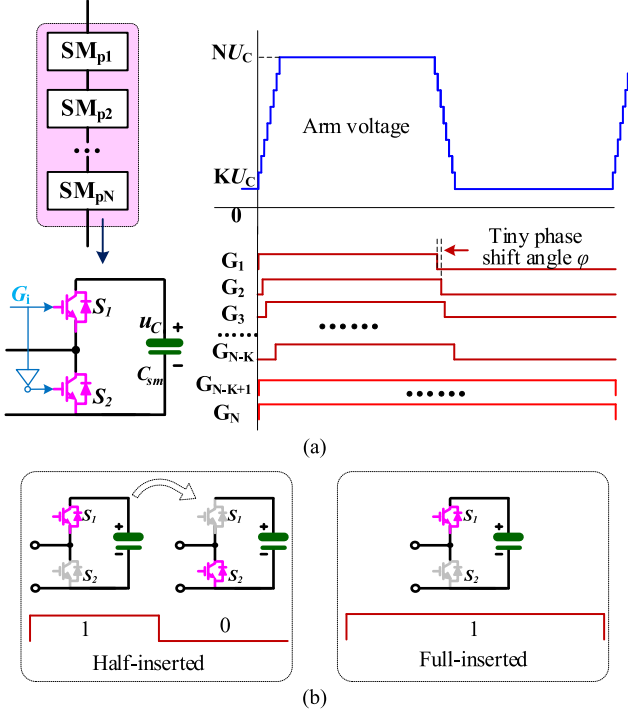 SMp1
SMp2
SMpN
NUC
Arm voltage
KUC
0
Tiny phase
shift angle φ
G1
G2
G3
GN-K
GN-K+1
GN
Gi
S1
S2
uC
+
−
Csm
(a)
S1
S2
+
−
S1
S2
+
−
1
0
Half-inserted
S1
S2
+
−
1
Full-inserted
(b)